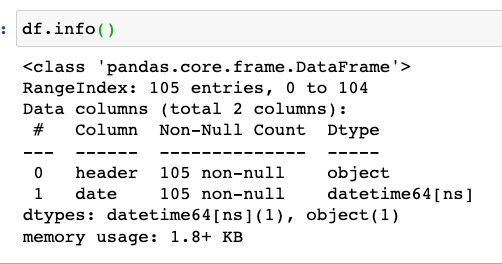 : df.info()
<class 'pandas.core.frame.DataFrame'>
RangeIndex: 105 entries, 0 to 104
Data columns (total 2 columns):
 #   Column  Non-Null Count  Dtype
---  ------  --------------  -----
 0   header  105 non-null    object
 1   date    105 non-null    datetime64[ns]
dtypes: datetime64[ns](1), object(1)
memory usage: 1.8+ KB